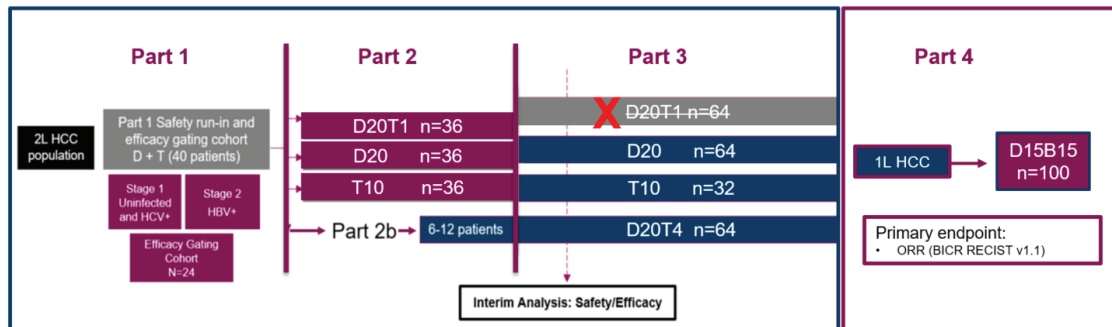 Part 1
Part 2
Part 3
Part 4
2L HCC
population
Part 1 Safety run-in and
efficacy gating cohort
D + T (40 patients)
Stage 1
Uninfected
and HCV+
Stage 2
HBV+
Efficacy Gating
Cohort
N=24
D20T1 n=36
D20 n=36
T10 n=36
Part 2b
6-12 patients
X D20T1 n=64
D20 n=64
T10 n=32
D20T4 n=64
Interim Analysis: Safety/Efficacy
1L HCC
D15B15
n=100
Primary endpoint:
• ORR (BICR RECIST v1.1)